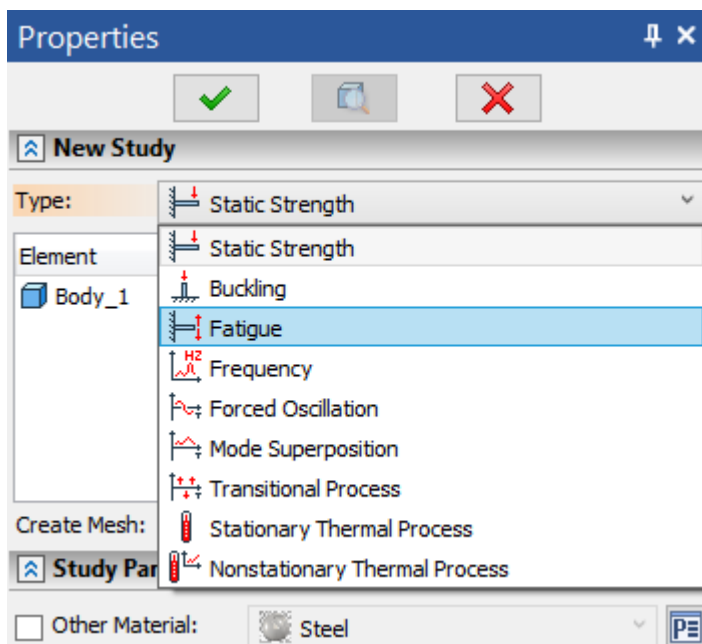 Properties
New Study
Type:
Static Strength
Element
Static Strength
Body_1
Buckling
Fatigue
HZ
Frequency
Forced Oscillation
Mode Superposition
Transitional Process
Create Mesh:
Stationary Thermal Process
Study Par
Nonstationary Thermal Process
Other Material:
Steel